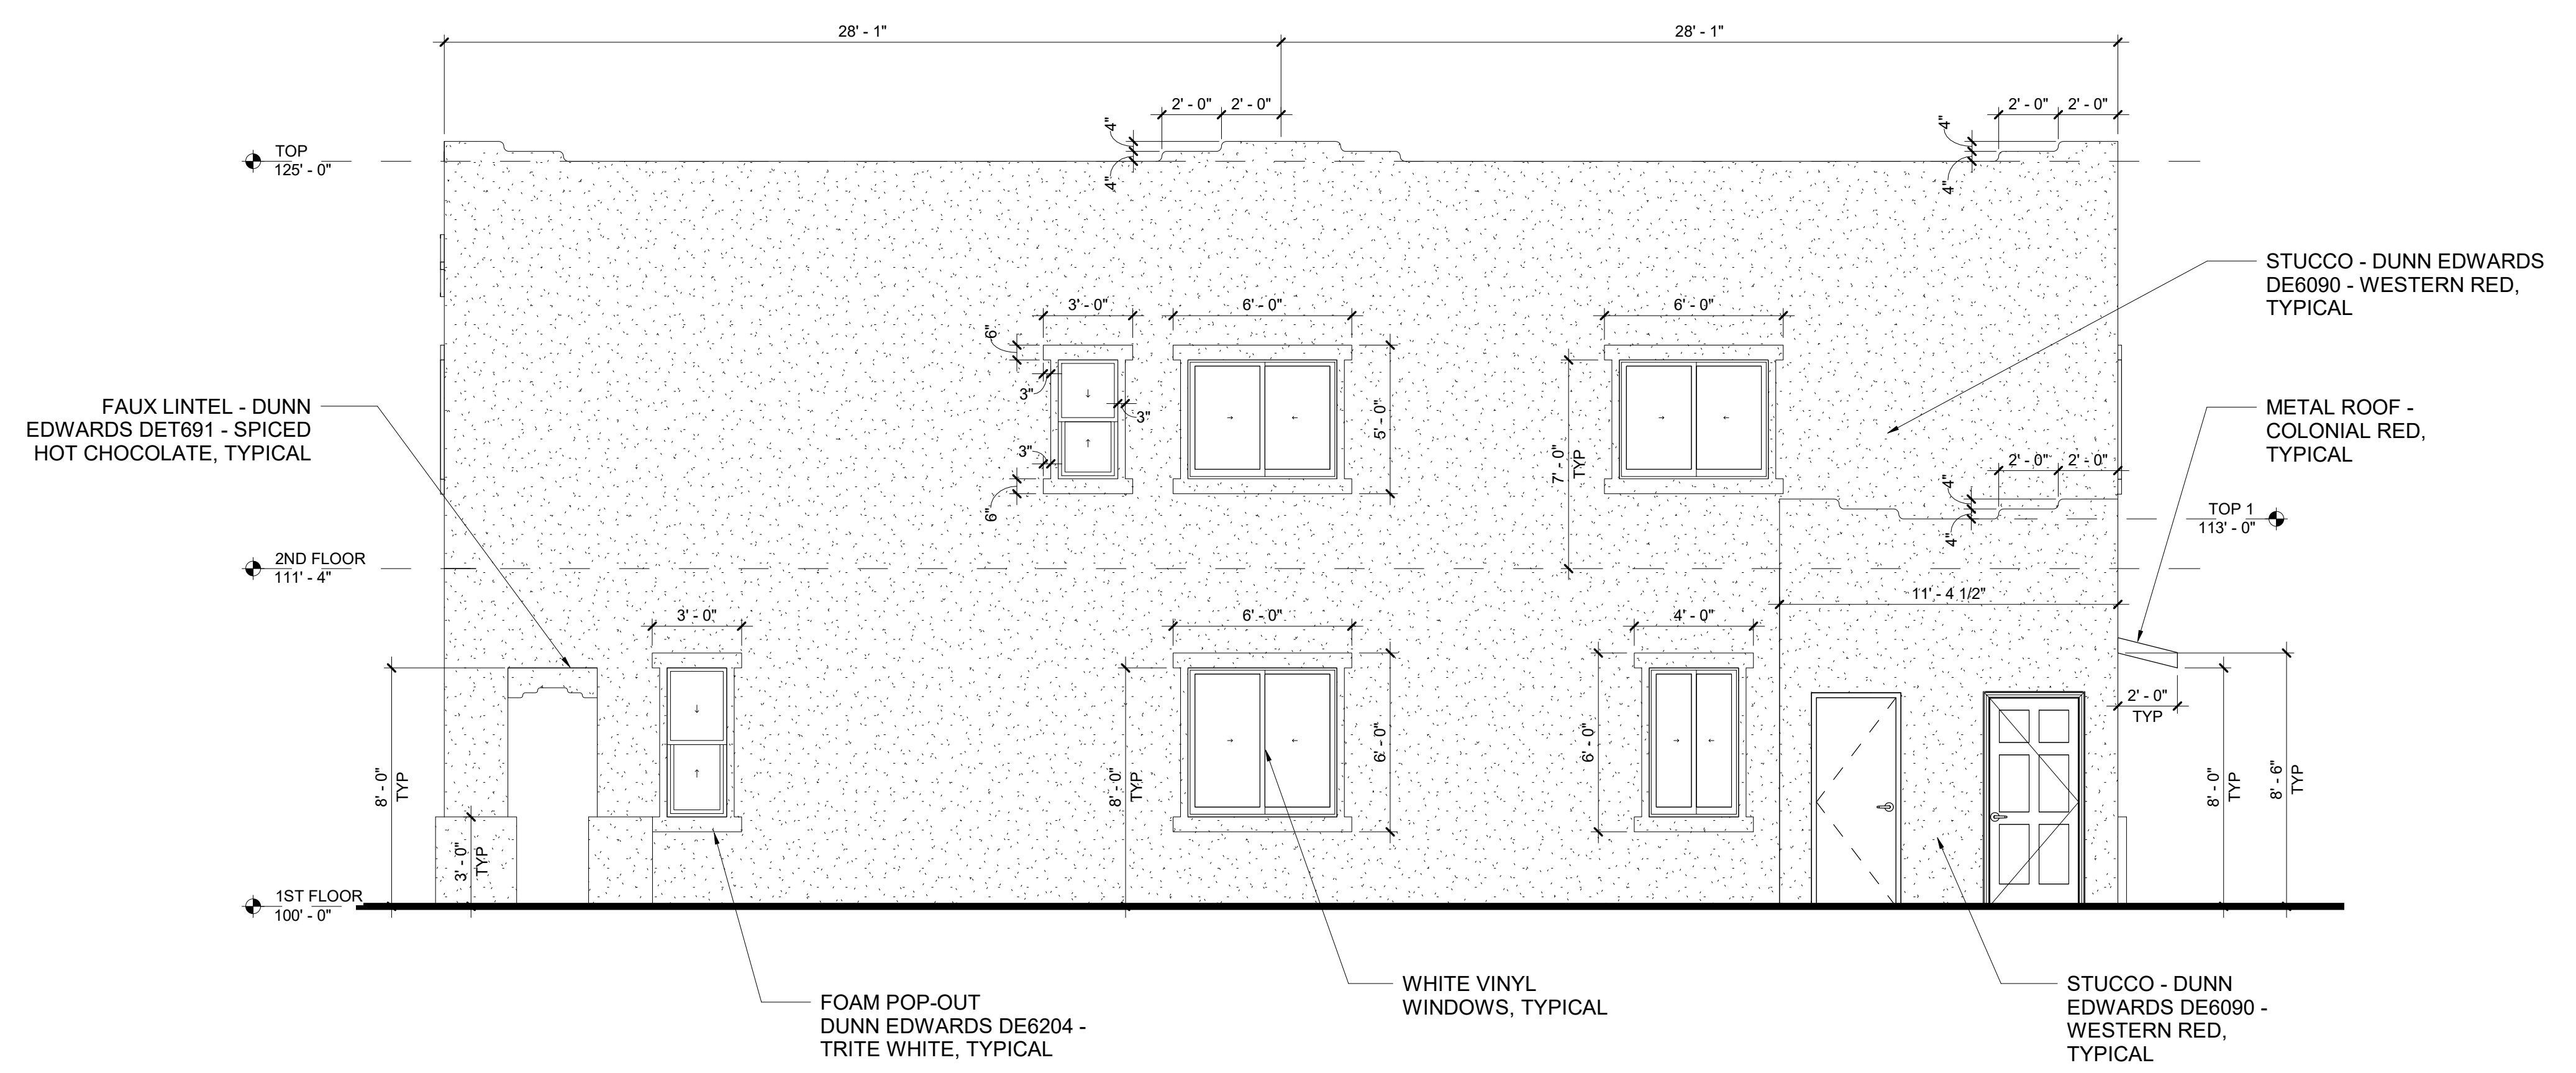 28' - 1"
28' - 1"
2' - 0"
2' - 0"
2' - 0"
2' - 0"
4"
4"
4"
4"
TOP
125' - 0"
STUCCO - DUNN EDWARDS
DE6090 - WESTERN RED,
TYPICAL
3' - 0"
6' - 0"
6' - 0"
6"
3"
3"
3"
6"
5' - 0"
7' - 0"
TYP
FAUX LINTEL - DUNN
EDWARDS DET691 - SPICED
HOT CHOCOLATE, TYPICAL
METAL ROOF -
COLONIAL RED,
TYPICAL
2' - 0"
2' - 0"
4"
4"
TOP 1
113' - 0"
2ND FLOOR
111' - 4"
11' - 4 1/2"
3' - 0"
6' - 0"
4' - 0"
8' - 0"
TYP
3' - 0"
TYP
8' - 0"
TYP
6' - 0"
6' - 0"
2' - 0"
TYP
8' - 0"
TYP
8' - 6"
TYP
1ST FLOOR
100' - 0"
FOAM POP-OUT
DUNN EDWARDS DE6204 -
TRITE WHITE, TYPICAL
WHITE VINYL
WINDOWS, TYPICAL
STUCCO - DUNN
EDWARDS DE6090 -
WESTERN RED,
TYPICAL